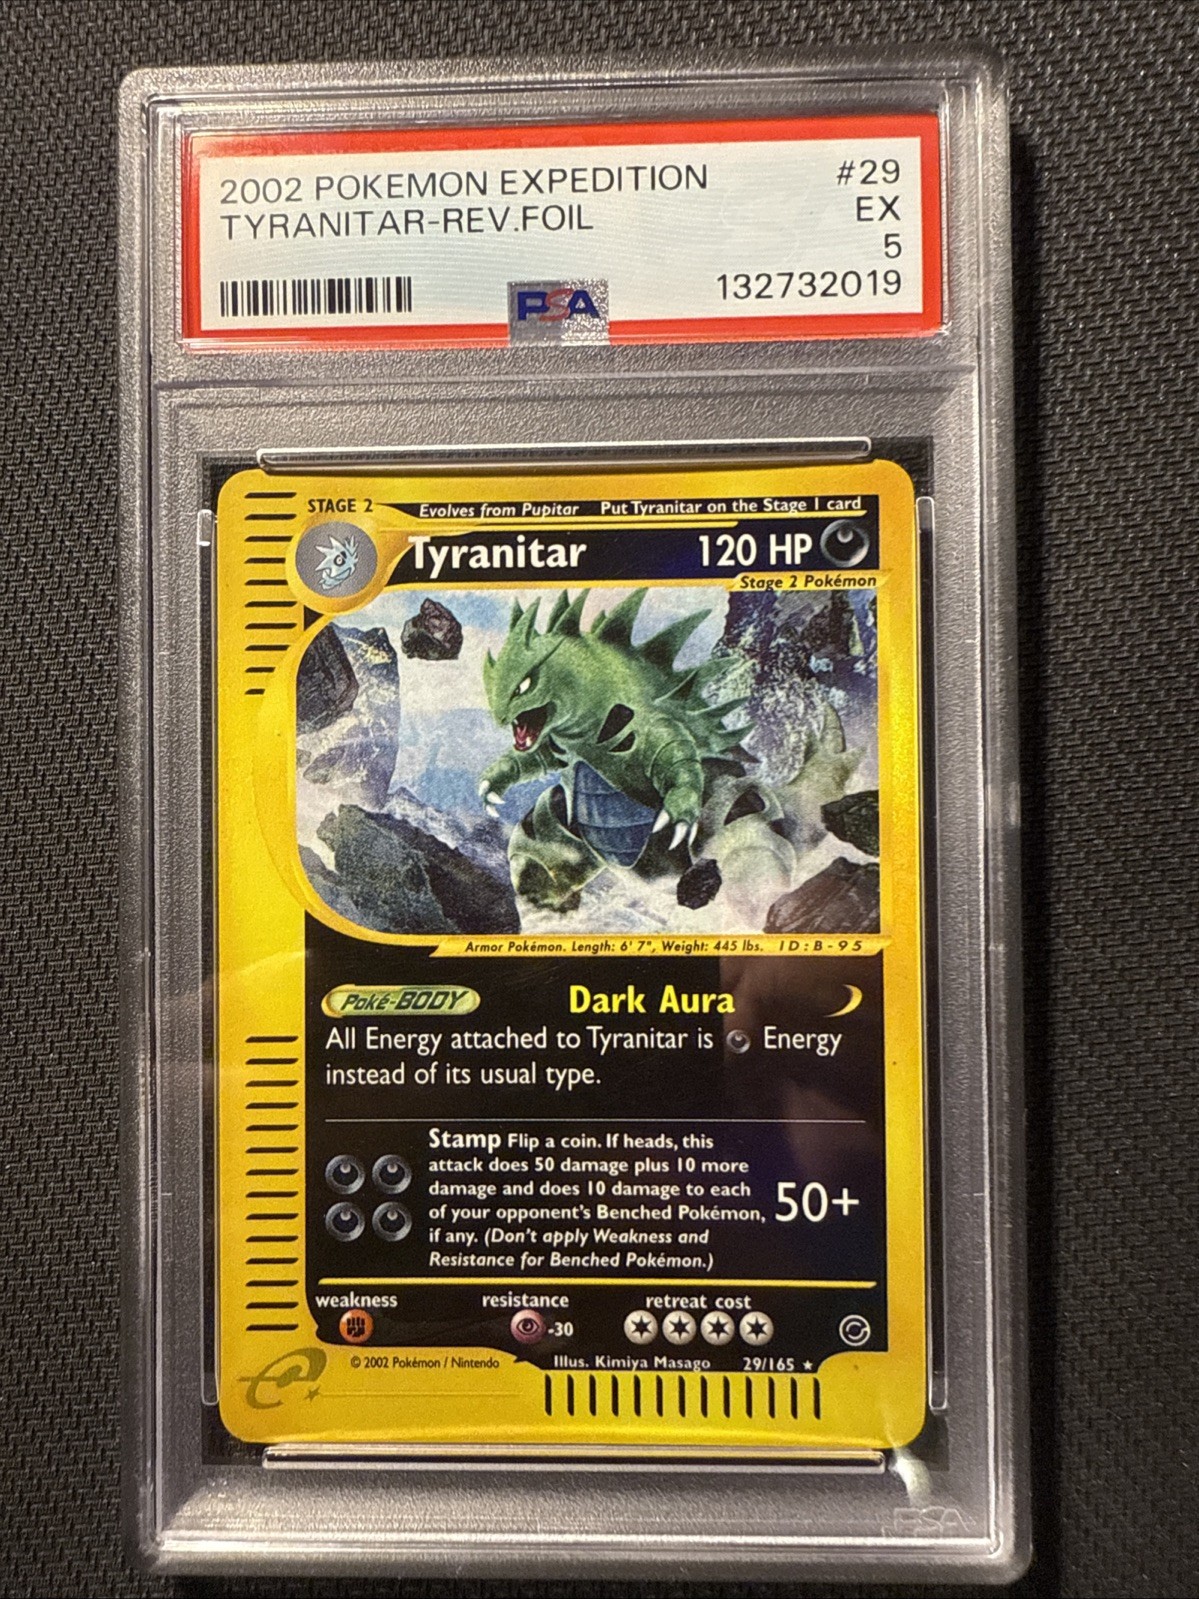 2002 POKEMON EXPEDITION #29
TYRANITAR-REV.FOIL EX
5
132732019
PSA
STAGE 2 Evolves from Pupitar Put Tyranitar on the Stage 1 card
Tyranitar 120 HP
Stage 2 Pokémon
Armor Pokémon. Length: 6' 7", Weight: 445 lbs. ID:B-95
Poké-BODY Dark Aura
All Energy attached to Tyranitar is Energy
instead of its usual type.
Stamp Flip a coin. If heads, this
attack does 50 damage plus 10 more
damage and does 10 damage to each
of your opponent's Benched Pokémon, 50+
if any. (Don't apply Weakness and
Resistance for Benched Pokémon.)
weakness resistance retreat cost
-30
© 2002 Pokémon / Nintendo Illus. Kimiya Masago 29/165 ★
e
PSA